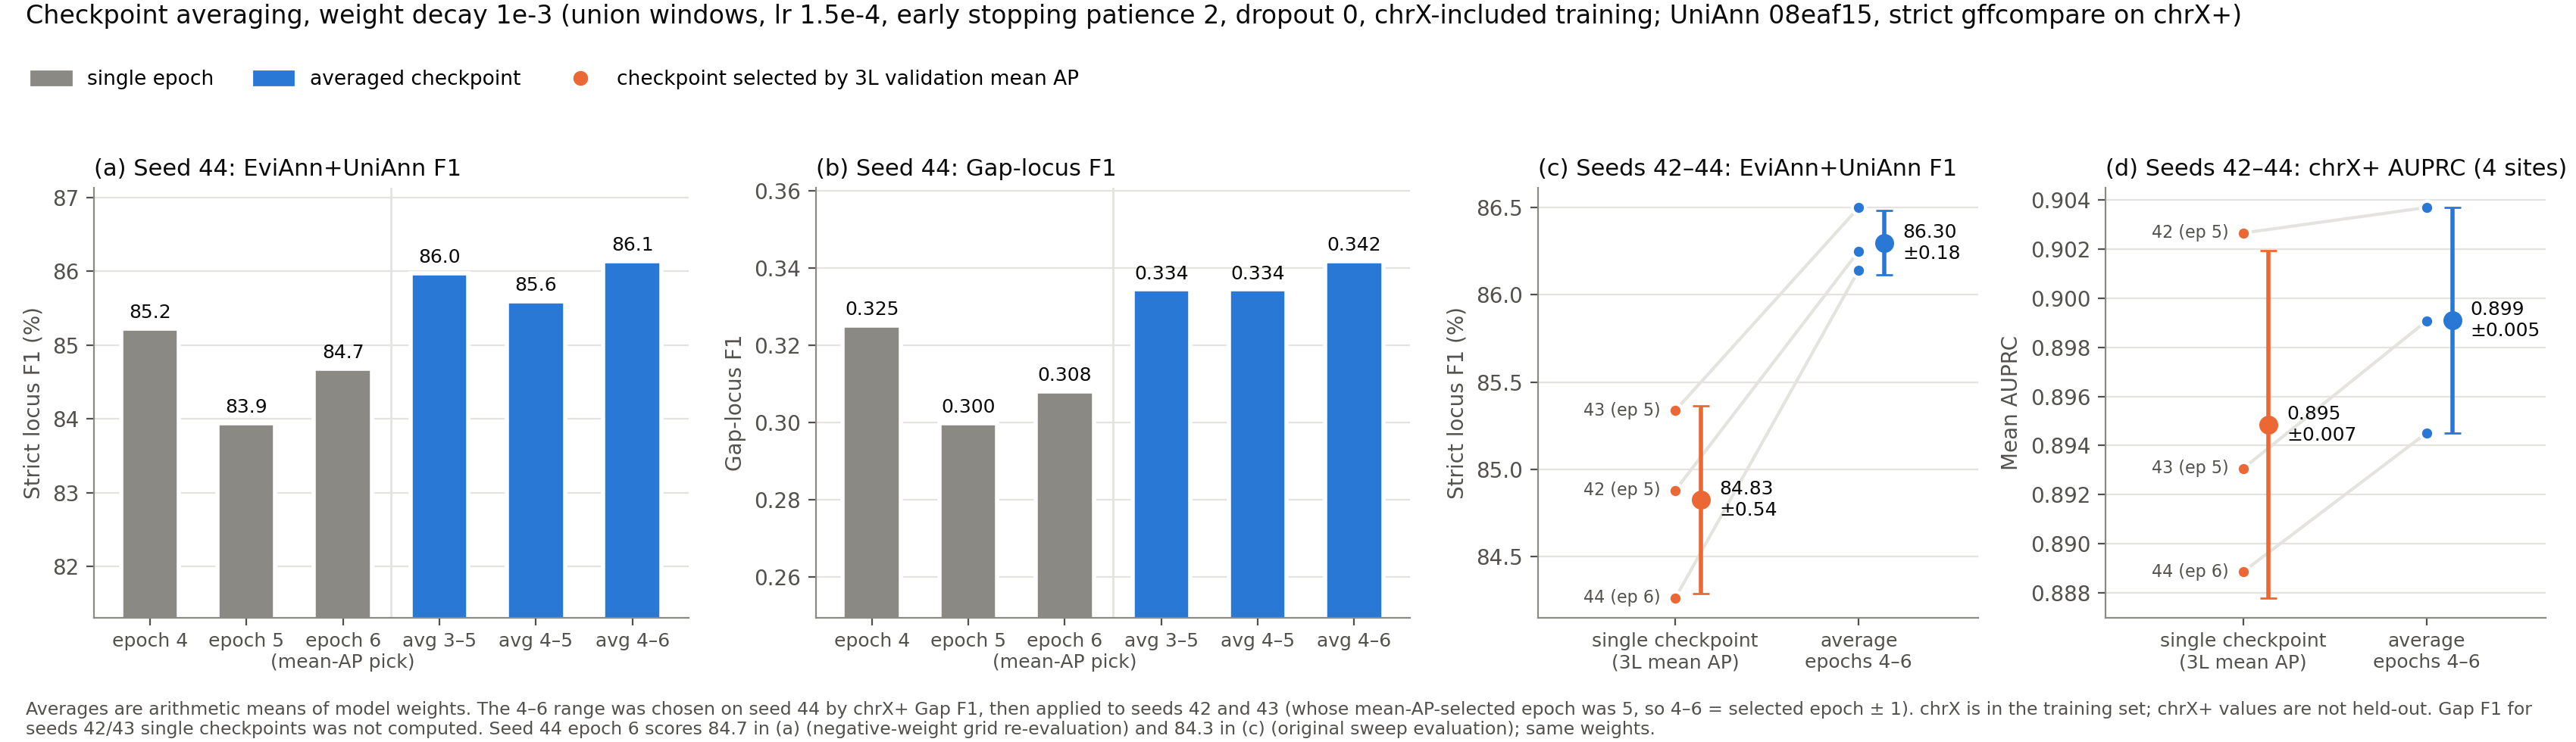 Checkpoint averaging, weight decay 1e-3 (union windows, lr 1.5e-4, early stopping patience 2, dropout 0, chrX-included training; UniAnn 08eaf15, strict gffcompare on chrX+)
single epoch
averaged checkpoint
checkpoint selected by 3L validation mean AP
(a) Seed 44: EviAnn+UniAnn F1
Strict locus F1 (%)
87
86
85
84
83
82
85.2
83.9
84.7
86.0
85.6
86.1
epoch 4
epoch 5
epoch 6
(mean-AP pick)
avg 3–5
avg 4–5
avg 4–6
(b) Seed 44: Gap-locus F1
Gap-locus F1
0.36
0.34
0.32
0.30
0.28
0.26
0.325
0.300
0.308
0.334
0.334
0.342
epoch 4
epoch 5
epoch 6
(mean-AP pick)
avg 3–5
avg 4–5
avg 4–6
(c) Seeds 42–44: EviAnn+UniAnn F1
Strict locus F1 (%)
86.5
86.0
85.5
85.0
84.5
43 (ep 5)
42 (ep 5)
44 (ep 6)
84.83
±0.54
86.30
±0.18
single checkpoint
(3L mean AP)
average
epochs 4–6
(d) Seeds 42–44: chrX+ AUPRC (4 sites)
Mean AUPRC
0.904
0.902
0.900
0.898
0.896
0.894
0.892
0.890
0.888
42 (ep 5)
43 (ep 5)
44 (ep 6)
0.895
±0.007
0.899
±0.005
single checkpoint
(3L mean AP)
average
epochs 4–6
Averages are arithmetic means of model weights. The 4–6 range was chosen on seed 44 by chrX+ Gap F1, then applied to seeds 42 and 43 (whose mean-AP-selected epoch was 5, so 4–6 = selected epoch ± 1). chrX is in the training set; chrX+ values are not held-out. Gap F1 for
seeds 42/43 single checkpoints was not computed. Seed 44 epoch 6 scores 84.7 in (a) (negative-weight grid re-evaluation) and 84.3 in (c) (original sweep evaluation); same weights.